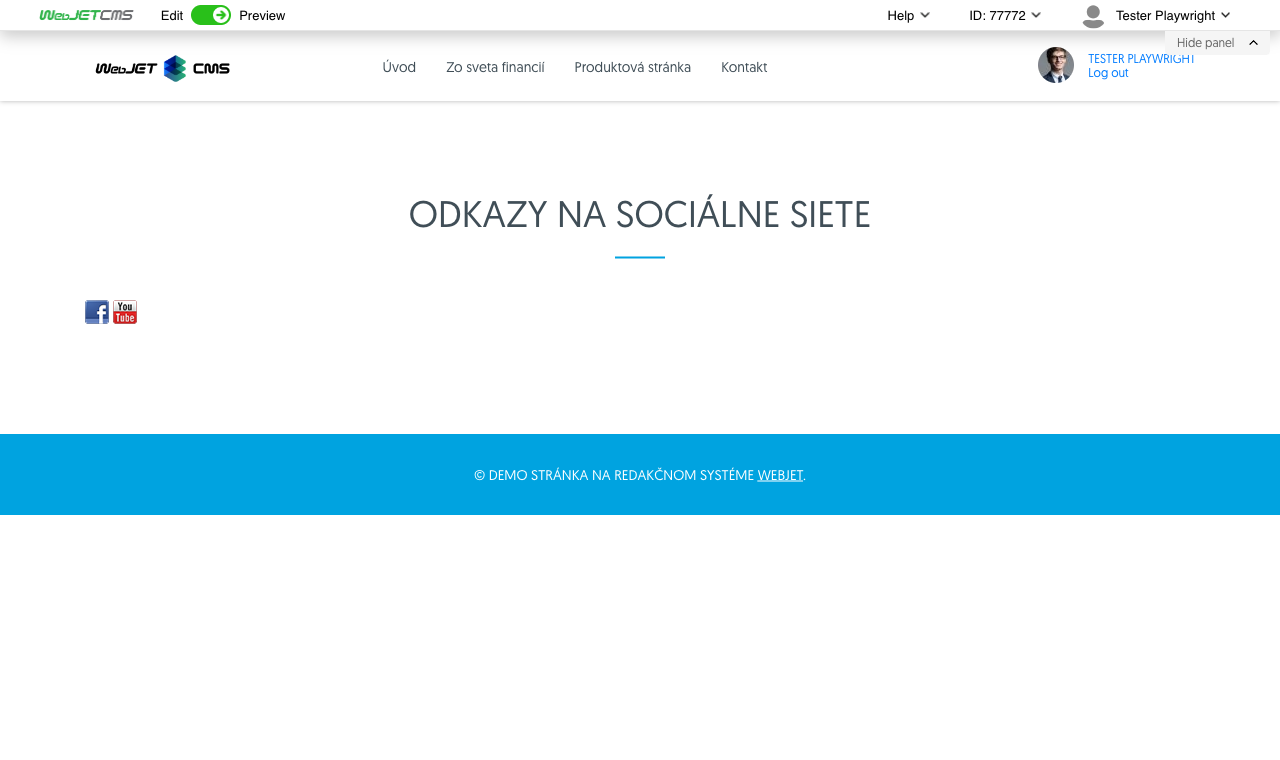 WebJETCMS Edit Preview Help ID: 77772 Tester Playwright
Hide panel
WebJET CMS Úvod Zo sveta financií Produktová stránka Kontakt TESTER PLAYWRIGHT
Log out
ODKAZY NA SOCIÁLNE SIETE
f You Tube
© DEMO STRÁNKA NA REDAKČNOM SYSTÉME WEBJET.